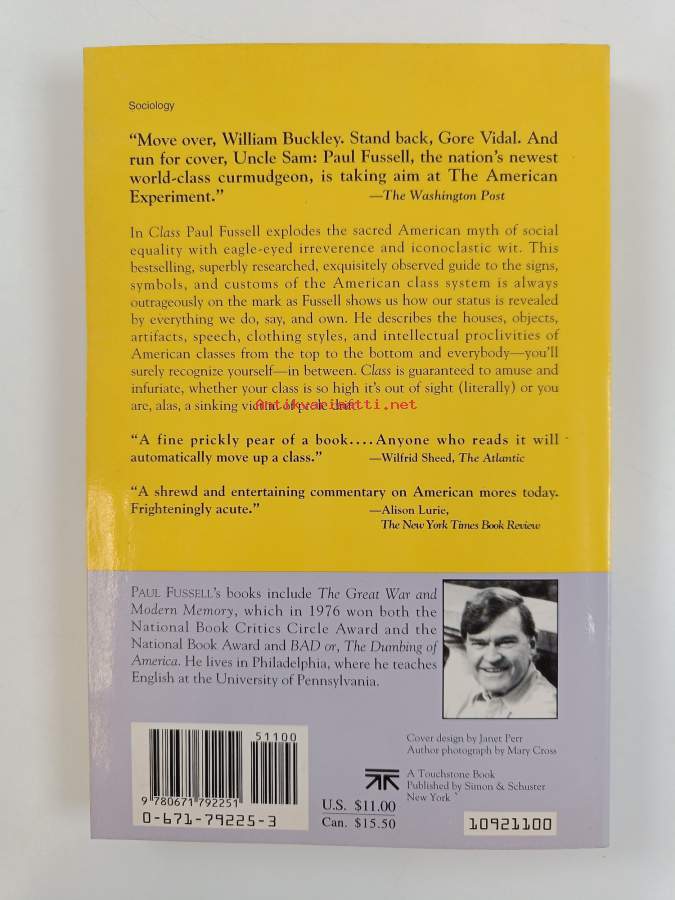 Sociology
“Move over, William Buckley. Stand back, Gore Vidal. And
run for cover, Uncle Sam: Paul Fussell, the nation’s newest
world-class curmudgeon, is taking aim at The American
Experiment.” —The Washington Post
In Class Paul Fussell explodes the sacred American myth of social
equality with eagle-eyed irreverence and iconoclastic wit. This
bestselling, superbly researched, exquisitely observed guide to the signs,
symbols, and customs of the American class system is always
outrageously on the mark as Fussell shows us how our status is revealed
by everything we do, say, and own. He describes the houses, objects,
artifacts, speech, clothing styles, and intellectual proclivities of
American classes from the top to the bottom and everybody—you’ll
surely recognize yourself—in between. Class is guaranteed to amuse and
infuriate, whether your class is so high it’s out of sight (literally) or you
are, alas, a sinking victim of prole drift.
Antikvaarimatti.net
“A fine prickly pear of a book.... Anyone who reads it will
automatically move up a class.” —Wilfrid Sheed, The Atlantic
“A shrewd and entertaining commentary on American mores today.
Frighteningly acute.” —Alison Lurie,
The New York Times Book Review
PAUL FUSSELL’s books include The Great War and
Modern Memory, which in 1976 won both the
National Book Critics Circle Award and the
National Book Award and BAD or, The Dumbing of
America. He lives in Philadelphia, where he teaches
English at the University of Pennsylvania.
Cover design by Janet Perr
Author photograph by Mary Cross
A Touchstone Book
Published by Simon & Schuster
New York
51100
9 780671 792251
0-671-79225-3
U.S. $11.00
Can. $15.50
10921100